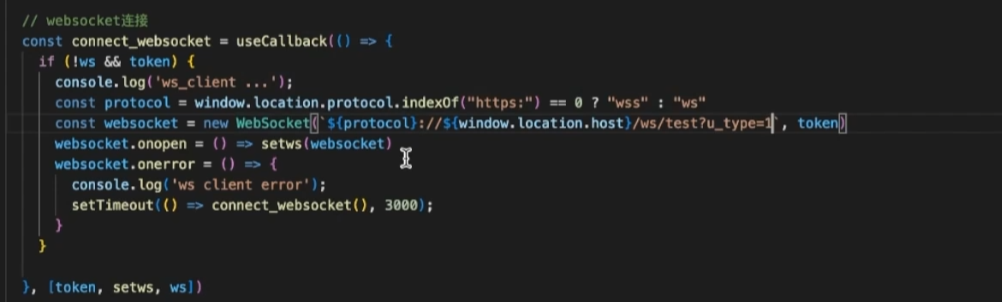 // websocket连接
const connect_websocket = useCallback(() => {
if (!ws && token) {
console.log('ws_client ...');
const protocol = window.location.protocol.indexOf("https:") == 0 ? "wss" : "ws"
const websocket = new WebSocket(`${protocol}://${window.location.host}/ws/test?u_type=1`, token)
websocket.onopen = () => setws(websocket)
websocket.onerror = () => {
console.log('ws client error');
setTimeout(() => connect_websocket(), 3000);
}
}
}, [token, setws, ws])